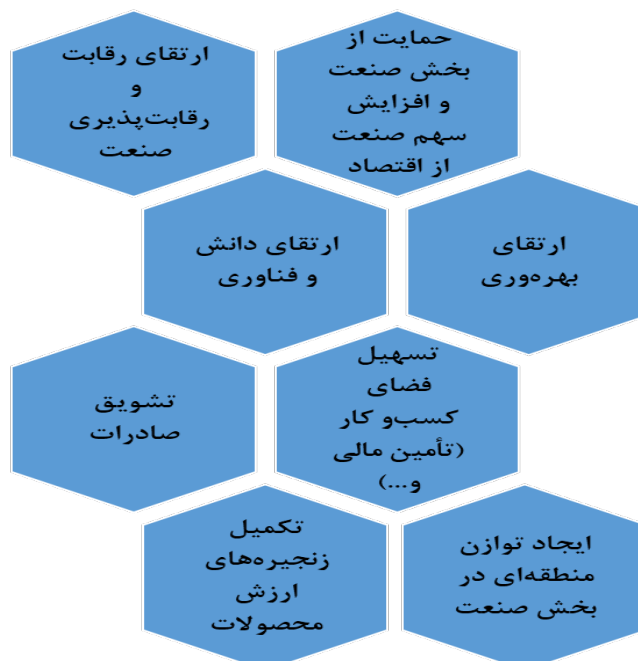 حمایت از
بخش صنعت
و افزایش
سهم صنعت
از اقتصاد
ارتقای رقابت
و
رقابت‌پذیری
صنعت
ارتقای
بهره‌وری
ارتقای دانش
و فناوری
تسهیل
فضای
کسب‌و کار
(تأمین مالی
و...)
تشویق
صادرات
ایجاد توازن
منطقه‌ای در
بخش صنعت
تکمیل
زنجیره‌های
ارزش
محصولات